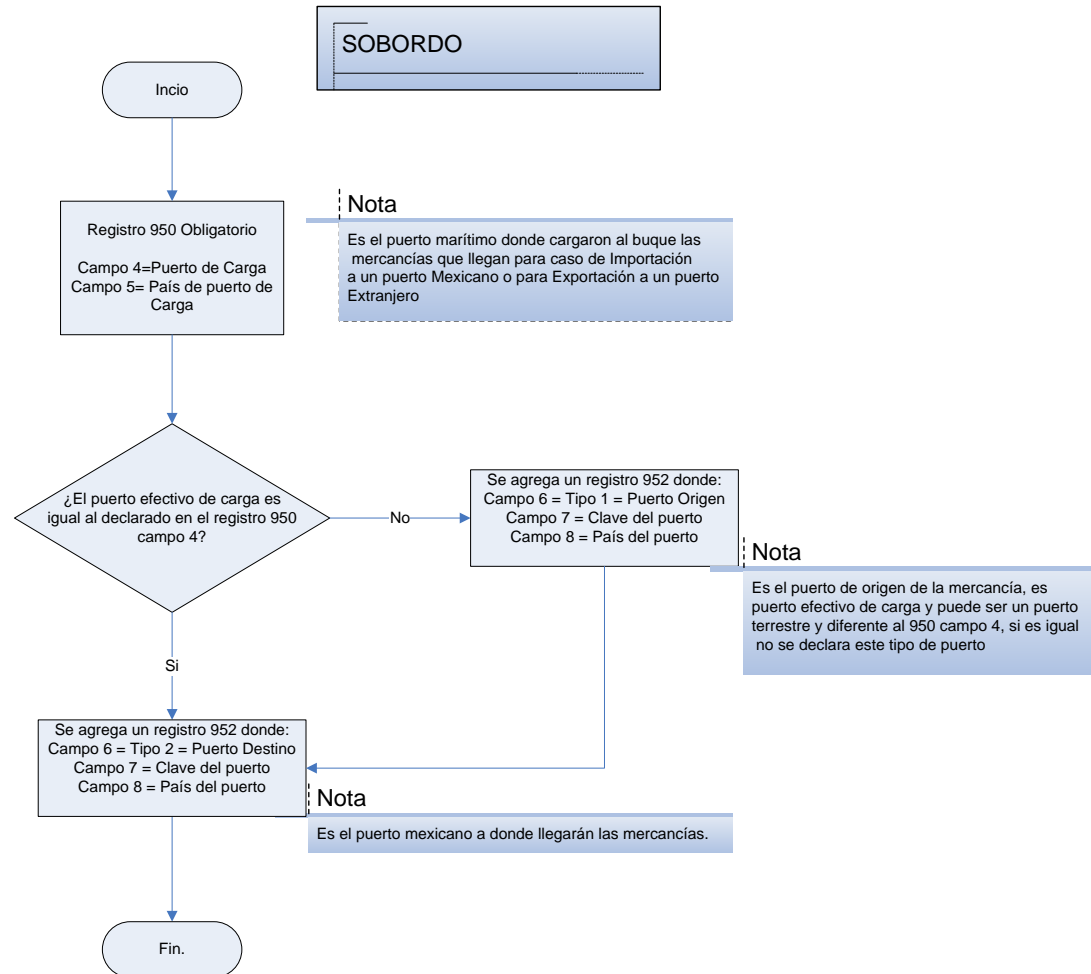 SOBORDO
Incio
Registro 950 Obligatorio
Campo 4=Puerto de Carga
Campo 5= País de puerto de
Carga
Nota
Es el puerto marítimo donde cargaron al buque las
mercancías que llegan para caso de Importación
a un puerto Mexicano o para Exportación a un puerto
Extranjero
¿El puerto efectivo de carga es
igual al declarado en el registro 950
campo 4?
No
Se agrega un registro 952 donde:
Campo 6 = Tipo 1 = Puerto Origen
Campo 7 = Clave del puerto
Campo 8 = País del puerto
Nota
Es el puerto de origen de la mercancía, es
puerto efectivo de carga y puede ser un puerto
terrestre y diferente al 950 campo 4, si es igual
no se declara este tipo de puerto
Si
Se agrega un registro 952 donde:
Campo 6 = Tipo 2 = Puerto Destino
Campo 7 = Clave del puerto
Campo 8 = País del puerto
Nota
Es el puerto mexicano a donde llegarán las mercancías.
Fin.